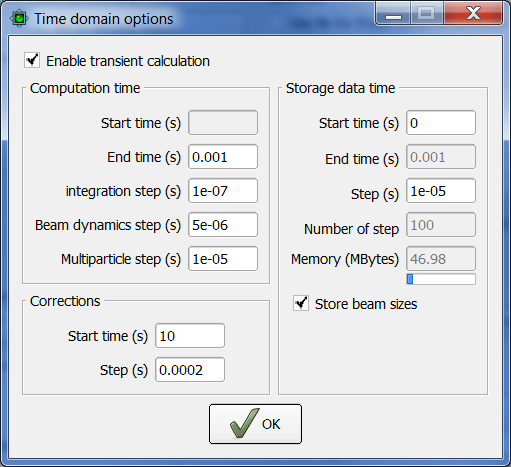 Time domain options
Enable transient calculation
Computation time
Start time (s)
End time (s) 0.001
integration step (s) 1e-07
Beam dynamics step (s) 5e-06
Multiparticle step (s) 1e-05
Corrections
Start time (s) 10
Step (s) 0.0002
Storage data time
Start time (s) 0
End time (s) 0.001
Step (s) 1e-05
Number of step 100
Memory (MBytes) 46.98
Store beam sizes
OK